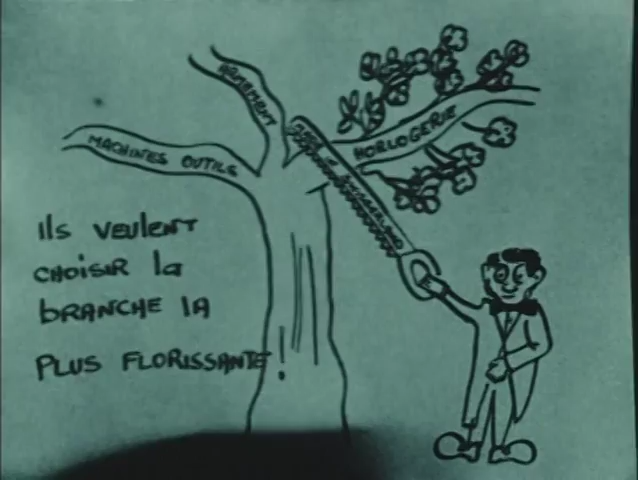 ARMEMENT
HORLOGERIE
MACHINES OUTILS
Ils veulent
choisir la
branche la
plus florissante!